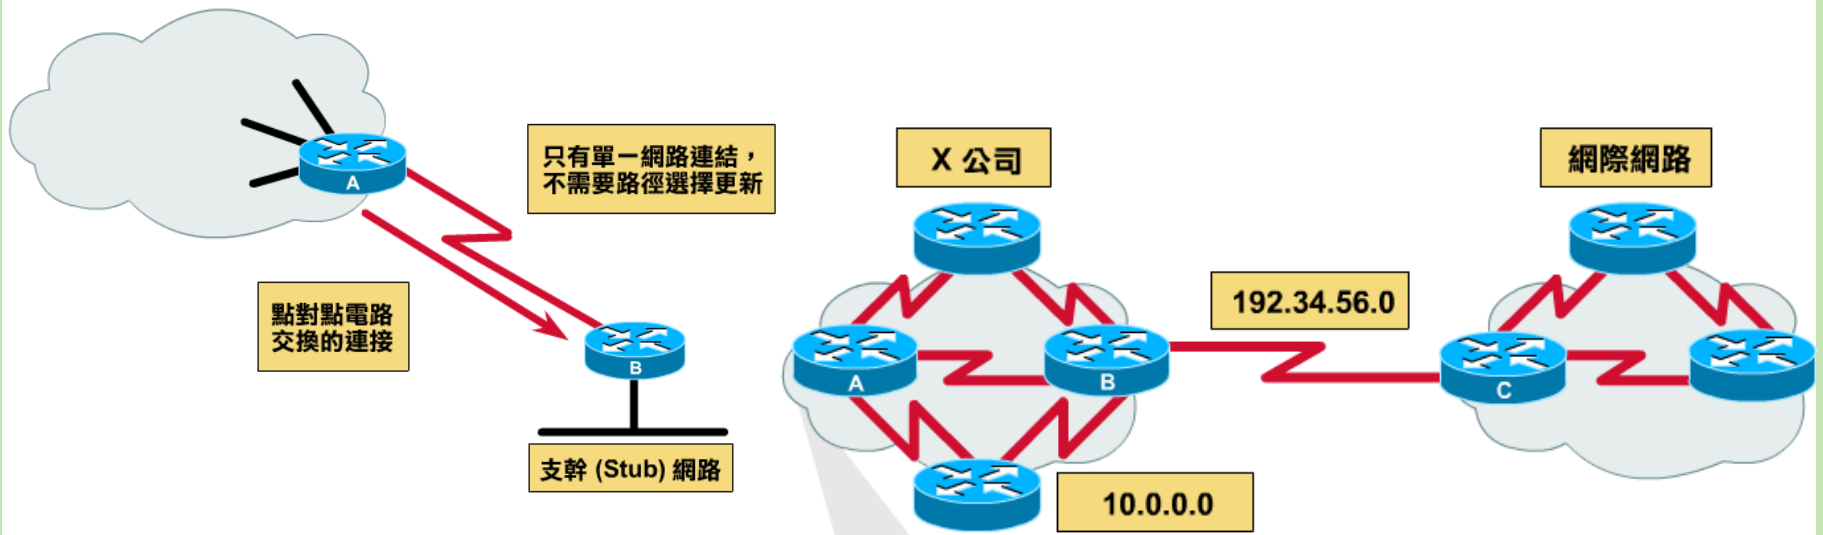 A
只有單一網路連結，
不需要路徑選擇更新
點對點電路
交換的連接
B
支幹 (Stub) 網路
X 公司
網際網路
192.34.56.0
A
B
C
10.0.0.0